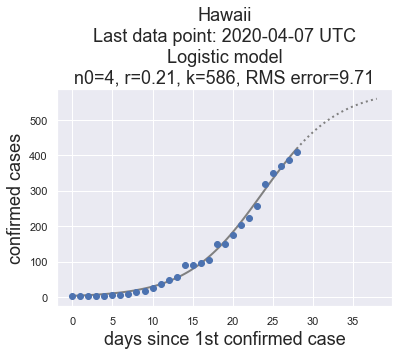 Hawaii
Last data point: 2020-04-07 UTC
Logistic model
n0=4, r=0.21, k=586, RMS error=9.71
confirmed cases
500
400
300
200
100
0
0 5 10 15 20 25 30 35
days since 1st confirmed case